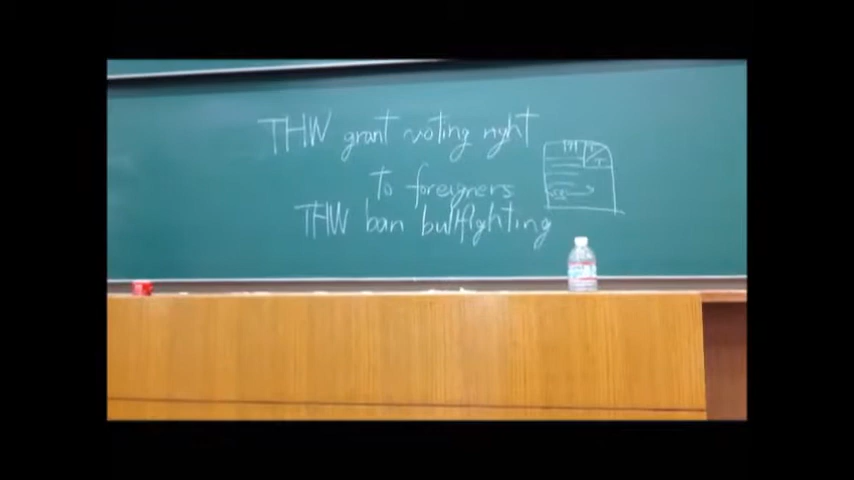 THW grant voting right
to foreigners
THW ban bullfighting